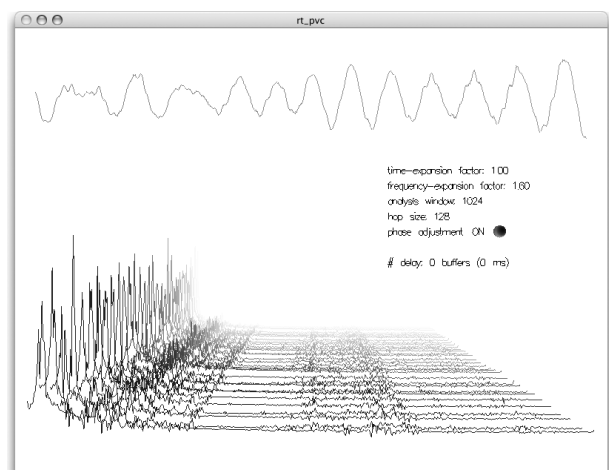 rt_pvc
time-expansion factor: 1.00
frequency-expansion factor: 1.60
analysis window: 1024
hop size: 128
phase adjustment ON
# delay: 0 buffers (0 ms)